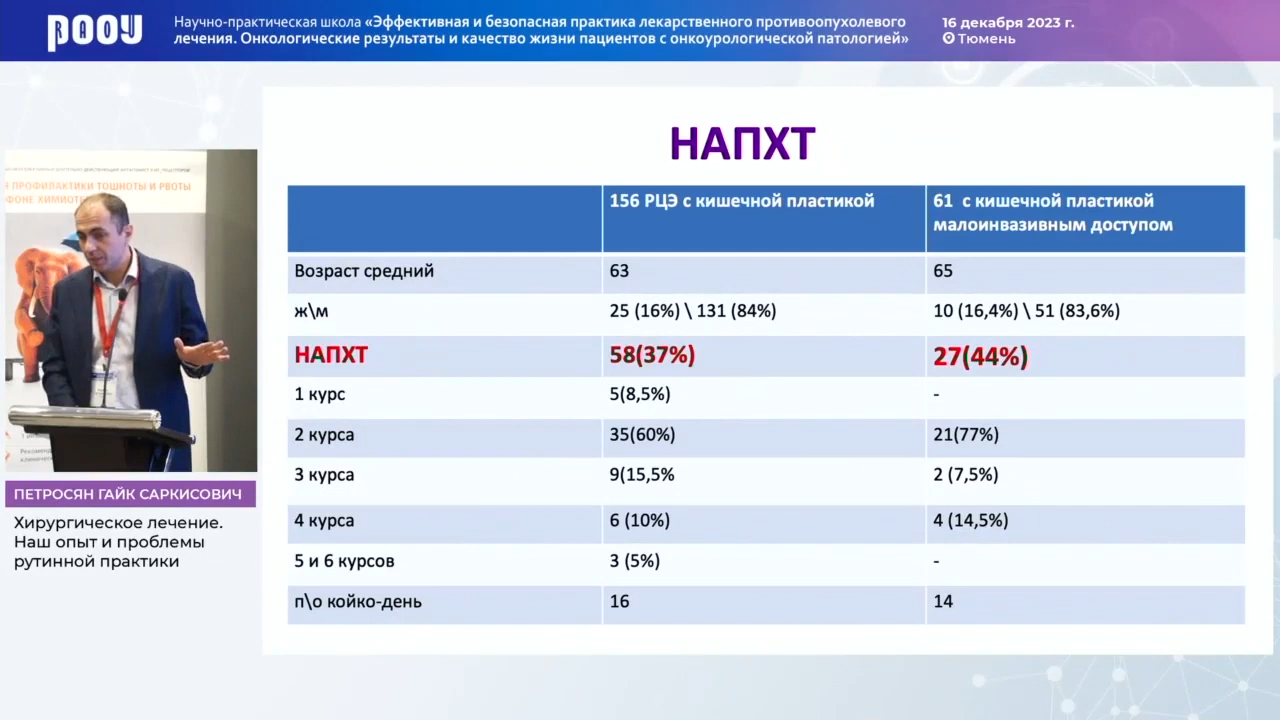 РООУ
RAOU
Научно-практическая школа «Эффективная и безопасная практика лекарственного противоопухолевого
лечения. Онкологические результаты и качество жизни пациентов с онкоурологической патологией»
16 декабря 2023 г.
Тюмень
Я ПРОФИЛАКТИКИ ТОШНОТЫ И РВОТЫ
ФОНЕ ХИМИОТЕ
ПЕТРОСЯН ГАЙК САРКИСОВИЧ
Хирургическое лечение.
Наш опыт и проблемы
рутинной практики
НАПХТ
156 РЦЭ с кишечной пластикой
61 с кишечной пластикой
малоинвазивным доступом
Возраст средний 63 65
ж\м 25 (16%) \ 131 (84%) 10 (16,4%) \ 51 (83,6%)
НАПХТ 58(37%) 27(44%)
1 курс 5(8,5%) -
2 курса 35(60%) 21(77%)
3 курса 9(15,5% 2 (7,5%)
4 курса 6 (10%) 4 (14,5%)
5 и 6 курсов 3 (5%) -
п\о койко-день 16 14